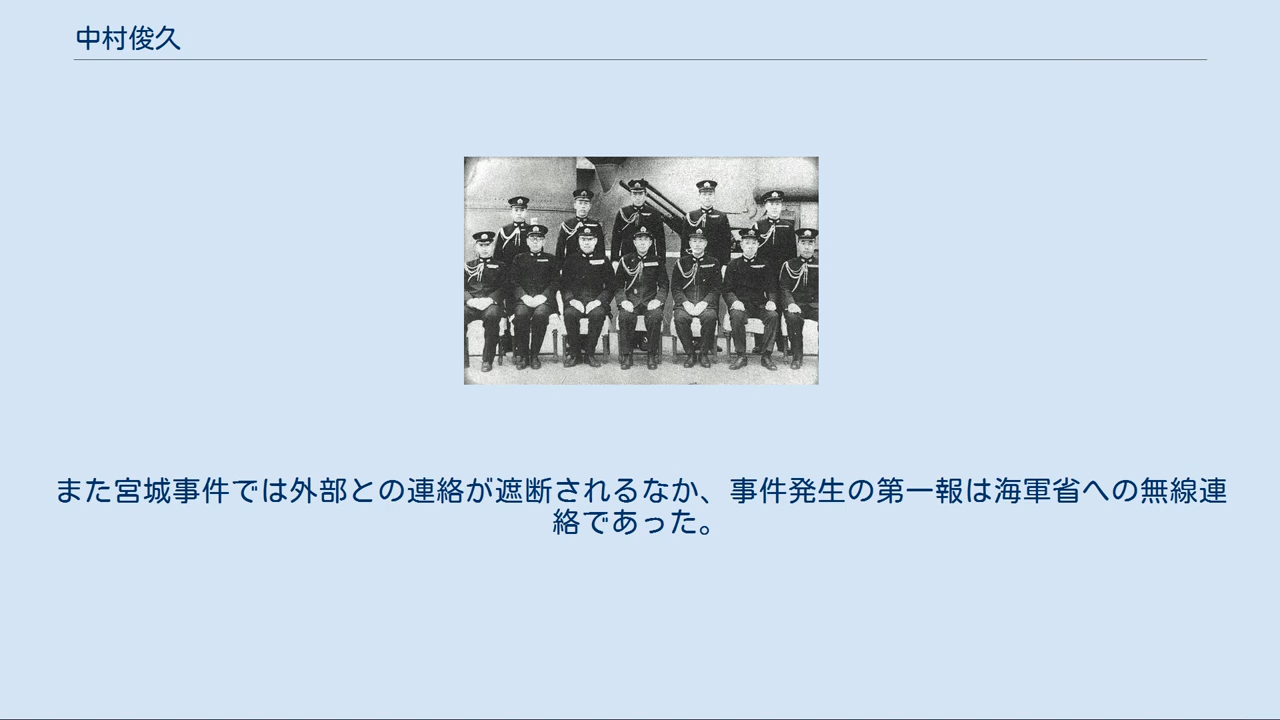 中村俊久
また宮城事件では外部との連絡が遮断されるなか、事件発生の第一報は海軍省への無線連
絡であった。